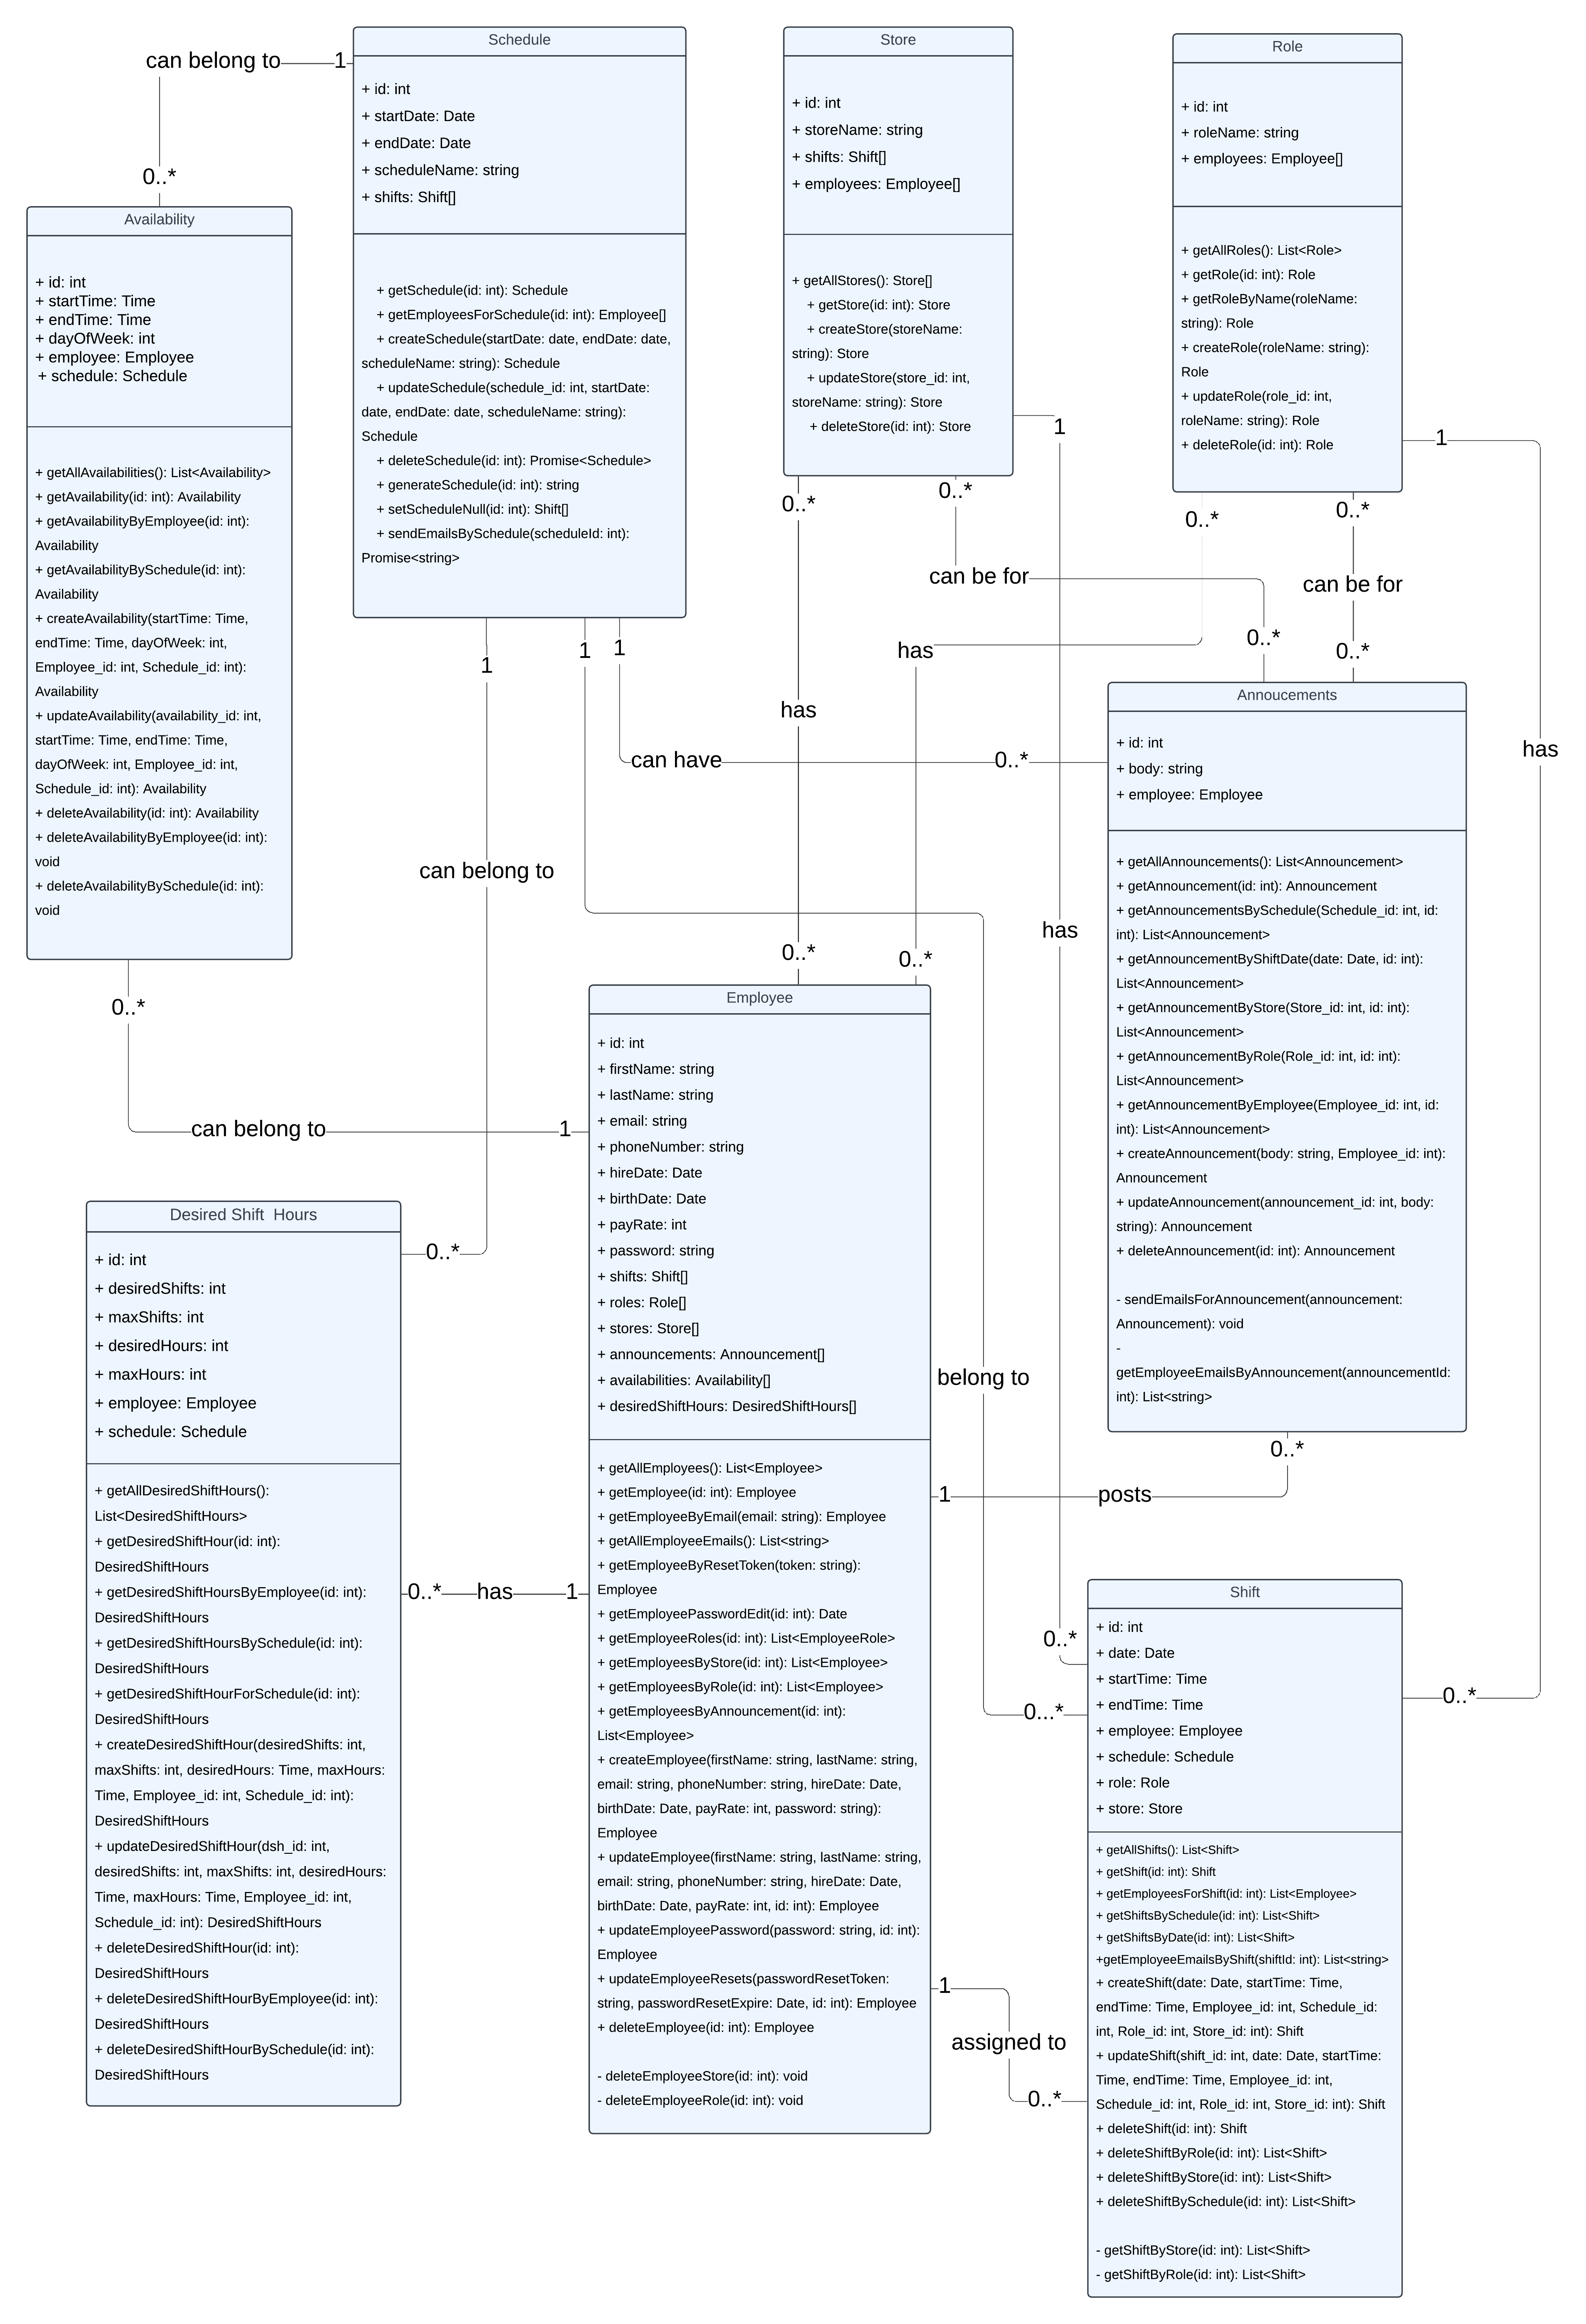 can belong to
1
0..*
Schedule
+ id: int
+ startDate: Date
+ endDate: Date
+ scheduleName: string
+ shifts: Shift[]
+ getSchedule(id: int): Schedule
+ getEmployeesForSchedule(id: int): Employee[]
+ createSchedule(startDate: date, endDate: date,
scheduleName: string): Schedule
+ updateSchedule(schedule_id: int, startDate:
date, endDate: date, scheduleName: string):
Schedule
+ deleteSchedule(id: int): Promise<Schedule>
+ generateSchedule(id: int): string
+ setScheduleNull(id: int): Shift[]
+ sendEmailsBySchedule(scheduleId: int):
Promise<string>
Store
+ id: int
+ storeName: string
+ shifts: Shift[]
+ employees: Employee[]
+ getAllStores(): Store[]
+ getStore(id: int): Store
+ createStore(storeName:
string): Store
+ updateStore(store_id: int,
storeName: string): Store
+ deleteStore(id: int): Store
Role
+ id: int
+ roleName: string
+ employees: Employee[]
+ getAllRoles(): List<Role>
+ getRole(id: int): Role
+ getRoleByName(roleName:
string): Role
+ createRole(roleName: string):
Role
+ updateRole(role_id: int,
roleName: string): Role
+ deleteRole(id: int): Role
Availability
+ id: int
+ startTime: Time
+ endTime: Time
+ dayOfWeek: int
+ employee: Employee
+ schedule: Schedule
+ getAllAvailabilities(): List<Availability>
+ getAvailability(id: int): Availability
+ getAvailabilityByEmployee(id: int):
Availability
+ getAvailabilityBySchedule(id: int):
Availability
+ createAvailability(startTime: Time,
endTime: Time, dayOfWeek: int,
Employee_id: int, Schedule_id: int):
Availability
+ updateAvailability(availability_id: int,
startTime: Time, endTime: Time,
dayOfWeek: int, Employee_id: int,
Schedule_id: int): Availability
+ deleteAvailability(id: int): Availability
+ deleteAvailabilityByEmployee(id: int):
void
+ deleteAvailabilityBySchedule(id: int):
void
1
1
0..*
0..*
0..*
0..*
can be for
can be for
1
1
1
0..*
0..*
has
has
can have
0..*
has
can belong to
has
0..*
0..*
0..*
can belong to
1
0..*
Annoucements
+ id: int
+ body: string
+ employee: Employee
+ getAllAnnouncements(): List<Announcement>
+ getAnnouncement(id: int): Announcement
+ getAnnouncementsBySchedule(Schedule_id: int, id:
int): List<Announcement>
+ getAnnouncementByShiftDate(date: Date, id: int):
List<Announcement>
+ getAnnouncementByStore(Store_id: int, id: int):
List<Announcement>
+ getAnnouncementByRole(Role_id: int, id: int):
List<Announcement>
+ getAnnouncementByEmployee(Employee_id: int, id:
int): List<Announcement>
+ createAnnouncement(body: string, Employee_id: int):
Announcement
+ updateAnnouncement(announcement_id: int, body:
string): Announcement
+ deleteAnnouncement(id: int): Announcement
- sendEmailsForAnnouncement(announcement:
Announcement): void
-
getEmployeeEmailsByAnnouncement(announcementId:
int): List<string>
Employee
+ id: int
+ firstName: string
+ lastName: string
+ email: string
+ phoneNumber: string
+ hireDate: Date
+ birthDate: Date
+ payRate: int
+ password: string
+ shifts: Shift[]
+ roles: Role[]
+ stores: Store[]
+ announcements: Announcement[]
+ availabilities: Availability[]
+ desiredShiftHours: DesiredShiftHours[]
+ getAllEmployees(): List<Employee>
+ getEmployee(id: int): Employee
+ getEmployeeByEmail(email: string): Employee
+ getAllEmployeeEmails(): List<string>
+ getEmployeeByResetToken(token: string):
Employee
+ getEmployeePasswordEdit(id: int): Date
+ getEmployeeRoles(id: int): List<EmployeeRole>
+ getEmployeesByStore(id: int): List<Employee>
+ getEmployeesByRole(id: int): List<Employee>
+ getEmployeesByAnnouncement(id: int):
List<Employee>
+ createEmployee(firstName: string, lastName: string,
email: string, phoneNumber: string, hireDate: Date,
birthDate: Date, payRate: int, password: string):
Employee
+ updateEmployee(firstName: string, lastName: string,
email: string, phoneNumber: string, hireDate: Date,
birthDate: Date, payRate: int, id: int): Employee
+ updateEmployeePassword(password: string, id: int):
Employee
+ updateEmployeeResets(passwordResetToken:
string, passwordResetExpire: Date, id: int): Employee
+ deleteEmployee(id: int): Employee
- deleteEmployeeStore(id: int): void
- deleteEmployeeRole(id: int): void
Desired Shift  Hours
+ id: int
+ desiredShifts: int
+ maxShifts: int
+ desiredHours: int
+ maxHours: int
+ employee: Employee
+ schedule: Schedule
+ getAllDesiredShiftHours():
List<DesiredShiftHours>
+ getDesiredShiftHour(id: int):
DesiredShiftHours
+ getDesiredShiftHoursByEmployee(id: int):
DesiredShiftHours
+ getDesiredShiftHoursBySchedule(id: int):
DesiredShiftHours
+ getDesiredShiftHourForSchedule(id: int):
DesiredShiftHours
+ createDesiredShiftHour(desiredShifts: int,
maxShifts: int, desiredHours: Time, maxHours:
Time, Employee_id: int, Schedule_id: int):
DesiredShiftHours
+ updateDesiredShiftHour(dsh_id: int,
desiredShifts: int, maxShifts: int, desiredHours:
Time, maxHours: Time, Employee_id: int,
Schedule_id: int): DesiredShiftHours
+ deleteDesiredShiftHour(id: int):
DesiredShiftHours
+ deleteDesiredShiftHourByEmployee(id: int):
DesiredShiftHours
+ deleteDesiredShiftHourBySchedule(id: int):
DesiredShiftHours
belong to
0..*
1
posts
0..*
has
1
0..*
0...*
0..*
1
assigned to
0..*
Shift
+ id: int
+ date: Date
+ startTime: Time
+ endTime: Time
+ employee: Employee
+ schedule: Schedule
+ role: Role
+ store: Store
+ getAllShifts(): List<Shift>
+ getShift(id: int): Shift
+ getEmployeesForShift(id: int): List<Employee>
+ getShiftsBySchedule(id: int): List<Shift>
+ getShiftsByDate(id: int): List<Shift>
+getEmployeeEmailsByShift(shiftId: int): List<string>
+ createShift(date: Date, startTime: Time,
endTime: Time, Employee_id: int, Schedule_id:
int, Role_id: int, Store_id: int): Shift
+ updateShift(shift_id: int, date: Date, startTime:
Time, endTime: Time, Employee_id: int,
Schedule_id: int, Role_id: int, Store_id: int): Shift
+ deleteShift(id: int): Shift
+ deleteShiftByRole(id: int): List<Shift>
+ deleteShiftByStore(id: int): List<Shift>
+ deleteShiftBySchedule(id: int): List<Shift>
- getShiftByStore(id: int): List<Shift>
- getShiftByRole(id: int): List<Shift>